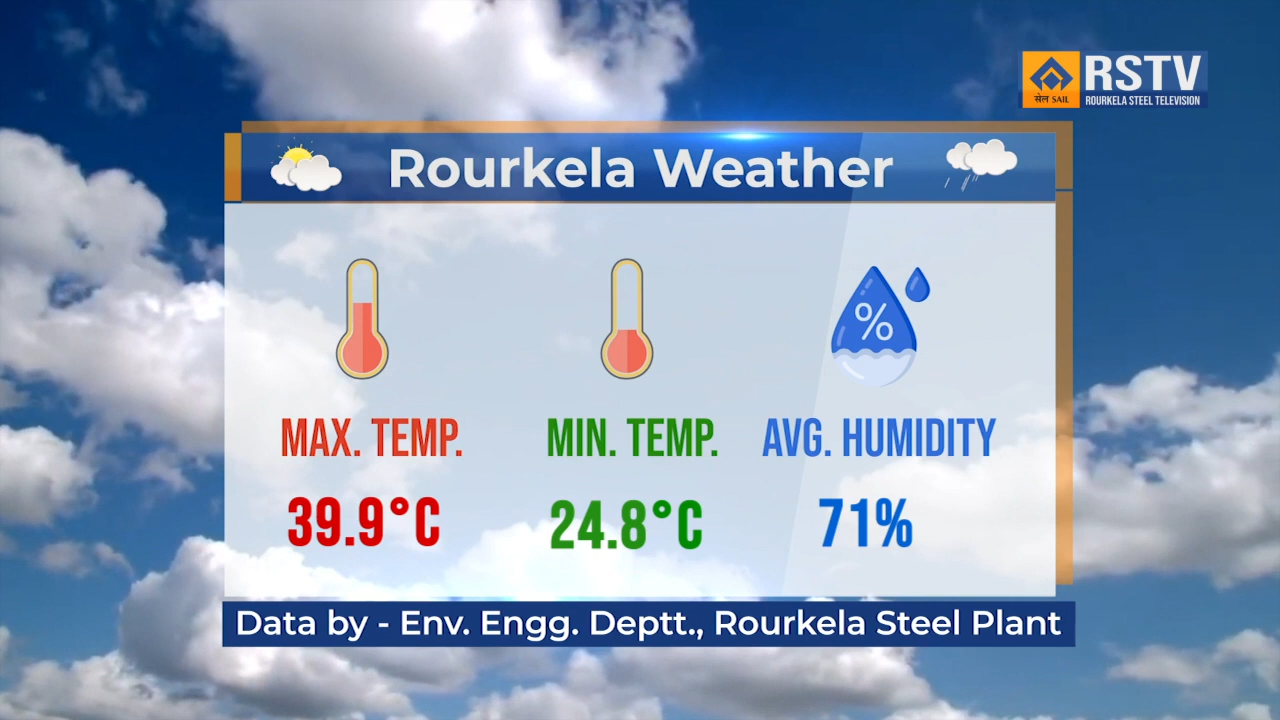 सेल SAIL
RSTV
ROURKELA STEEL TELEVISION
Rourkela Weather
%
MAX. TEMP.
MIN. TEMP.
AVG. HUMIDITY
39.9°C
24.8°C
71%
Data by - Env. Engg. Deptt., Rourkela Steel Plant